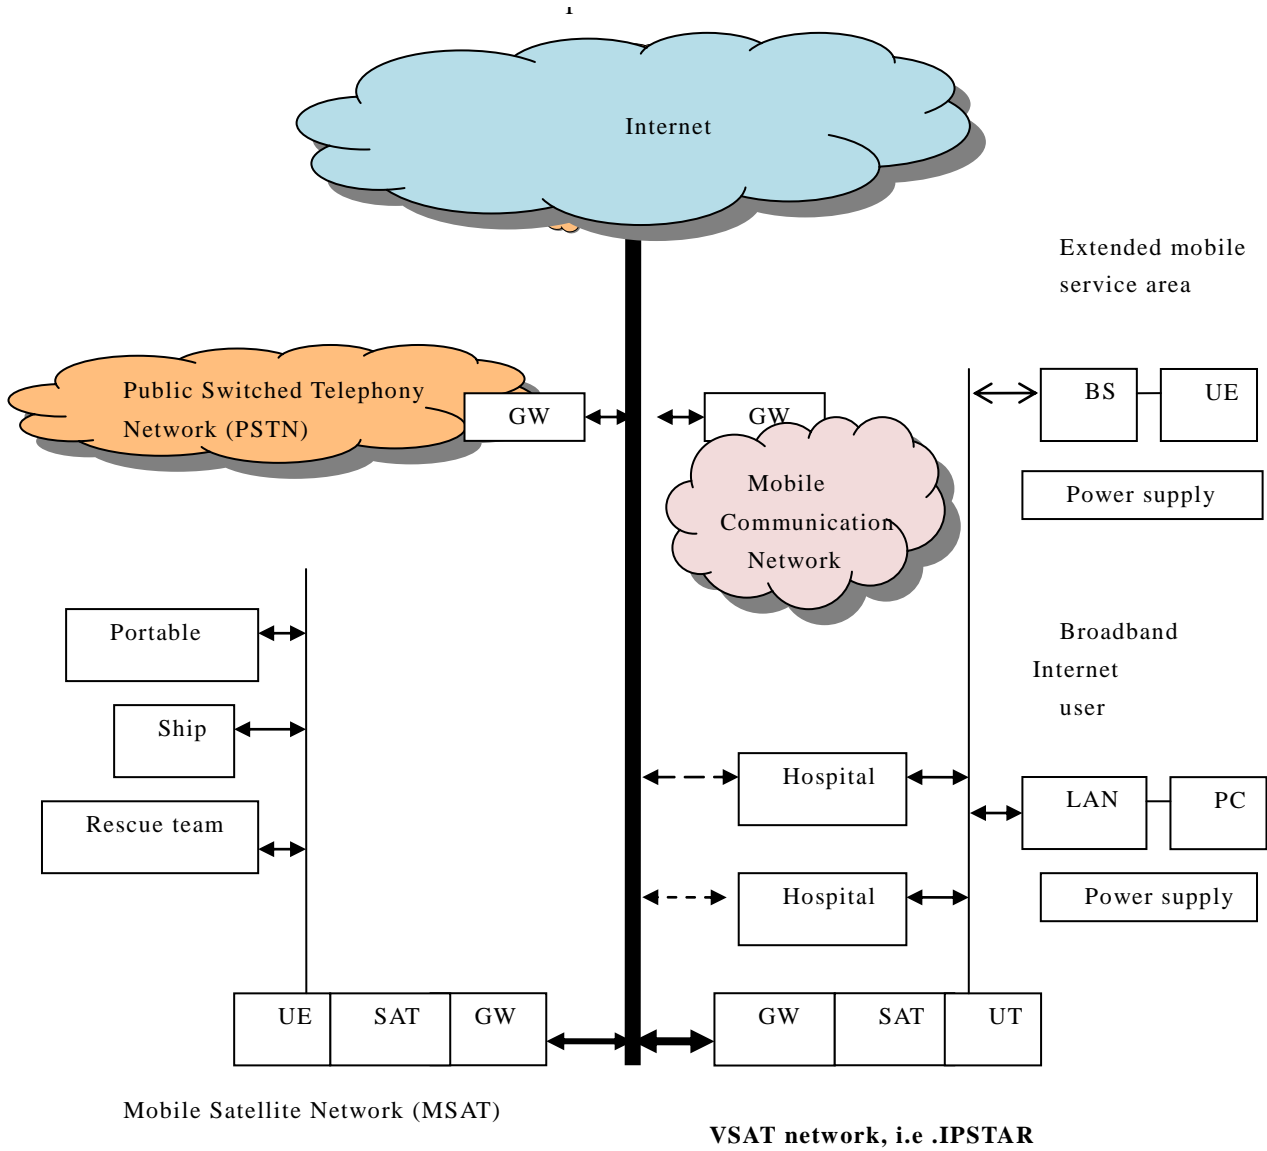 Internet
Extended mobile
service area
Public Switched Telephony
Network (PSTN)
GW
GW
BS
UE
Power supply
Mobile
Communication
Network
Portable
Ship
Rescue team
Broadband
Internet
user
Hospital
LAN
PC
Hospital
Power supply
UE
SAT
GW
GW
SAT
UT
Mobile Satellite Network (MSAT)
VSAT network, i.e .IPSTAR